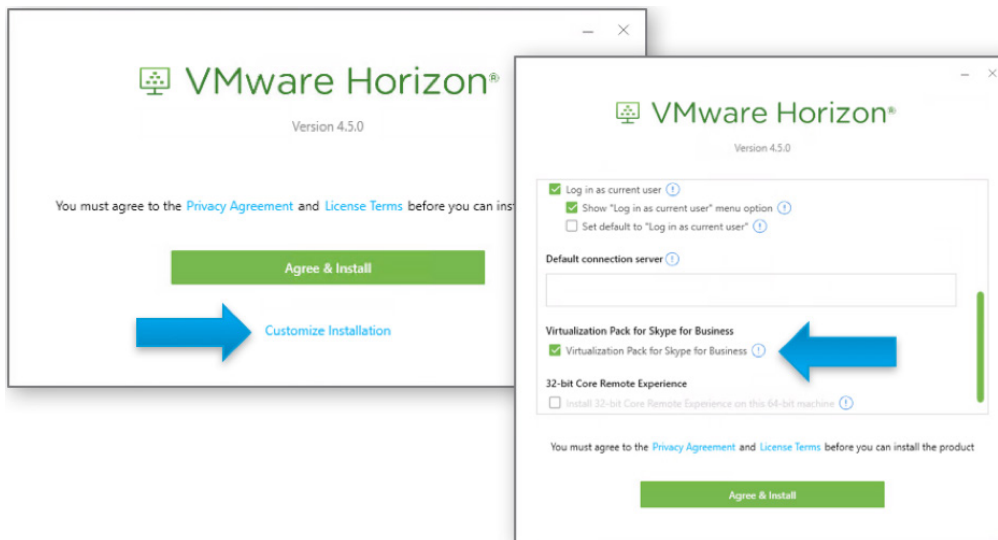 VMware Horizon®
Version 4.5.0
You must agree to the Privacy Agreement and License Terms before you can
Agree & Install
Customize Installation
VMware Horizon®
Version 4.5.0
Log in as current user
Show "Log in as current user" menu option
Set default to "Log in as current user"
Default connection server
Virtualization Pack for Skype for Business
Virtualization Pack for Skype for Business
32-bit Core Remote Experience
Install 32-bit Core Remote Experience on this 64-bit machine
You must agree to the Privacy Agreement and License Terms before you can install the product
Agree & Install